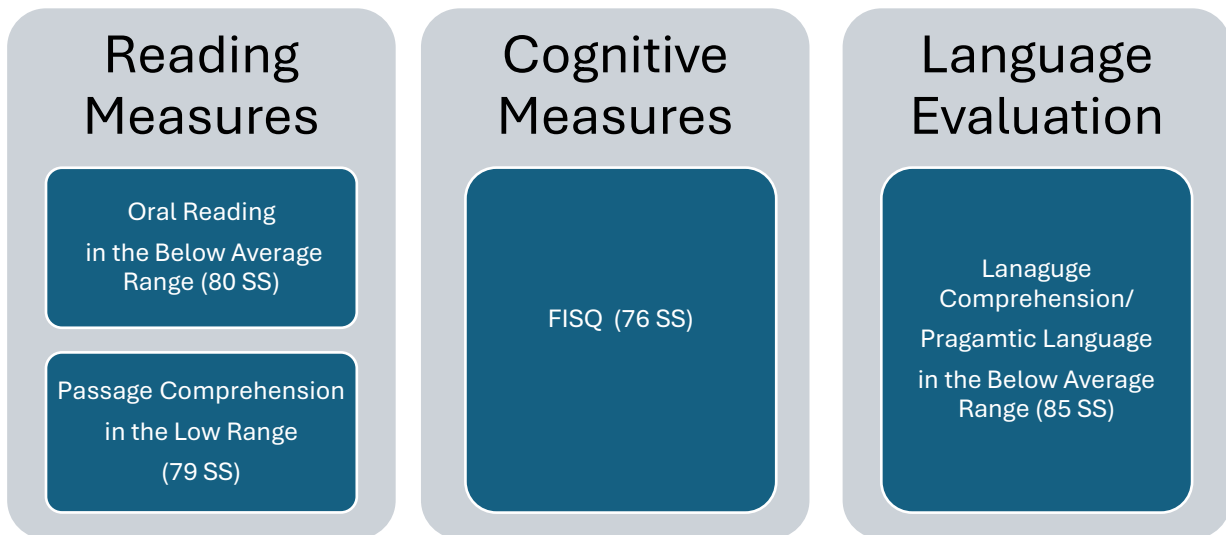 Reading
Measures
Oral Reading
in the Below Average
Range (80 SS)
Passage Comprehension
in the Low Range
(79 SS)
Cognitive
Measures
FISQ (76 SS)
Language
Evaluation
Lanaguge
Comprehension/
Pragamtic Language
in the Below Average
Range (85 SS)